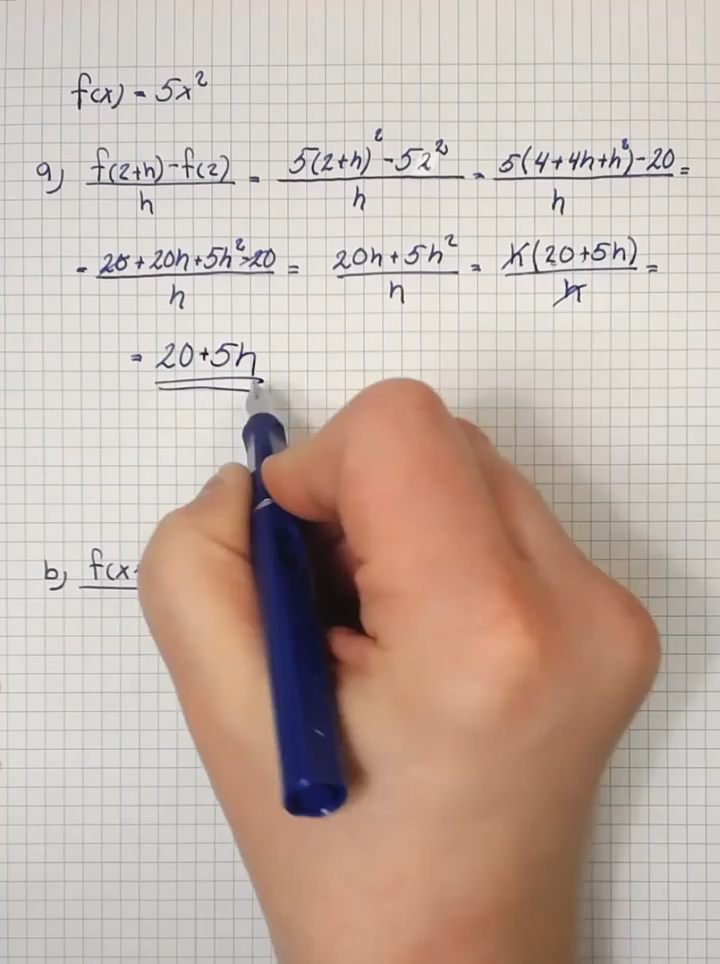 f(x) = 5x²
a) f(2+h)-f(2)/h = 5(2+h)²-5·2²/h = 5(4+4h+h²)-20/h =
= 20+20h+5h²-20/h = 20h+5h²/h = h(20+5h)/h =
= 20+5h
b) f(x